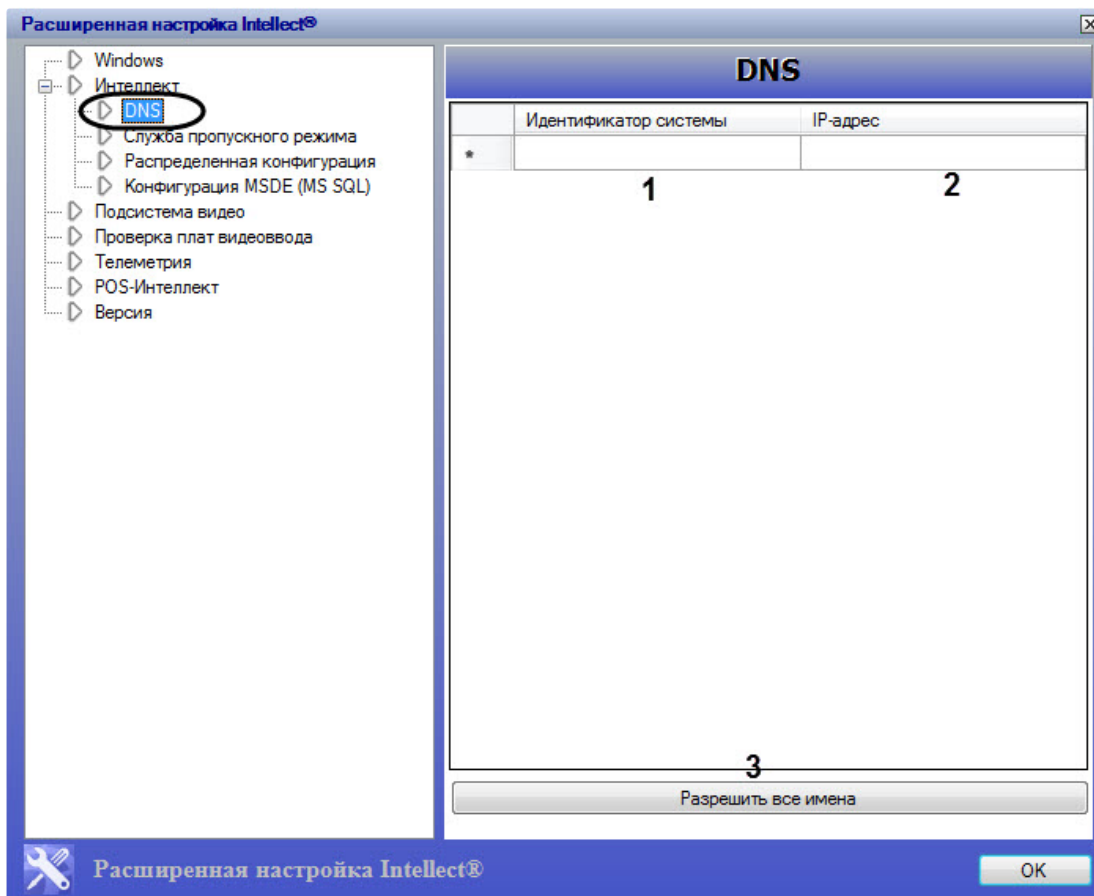 Расширенная настройка Intellect®
Windows
Интеллект
DNS
Служба пропускного режима
Распределенная конфигурация
Конфигурация MSDE (MS SQL)
Подсистема видео
Проверка плат видеоввода
Телеметрия
POS-Интеллект
Версия
DNS
Идентификатор системы IP-адрес
*
1 2
3
Разрешить все имена
Расширенная настройка Intellect®
OK